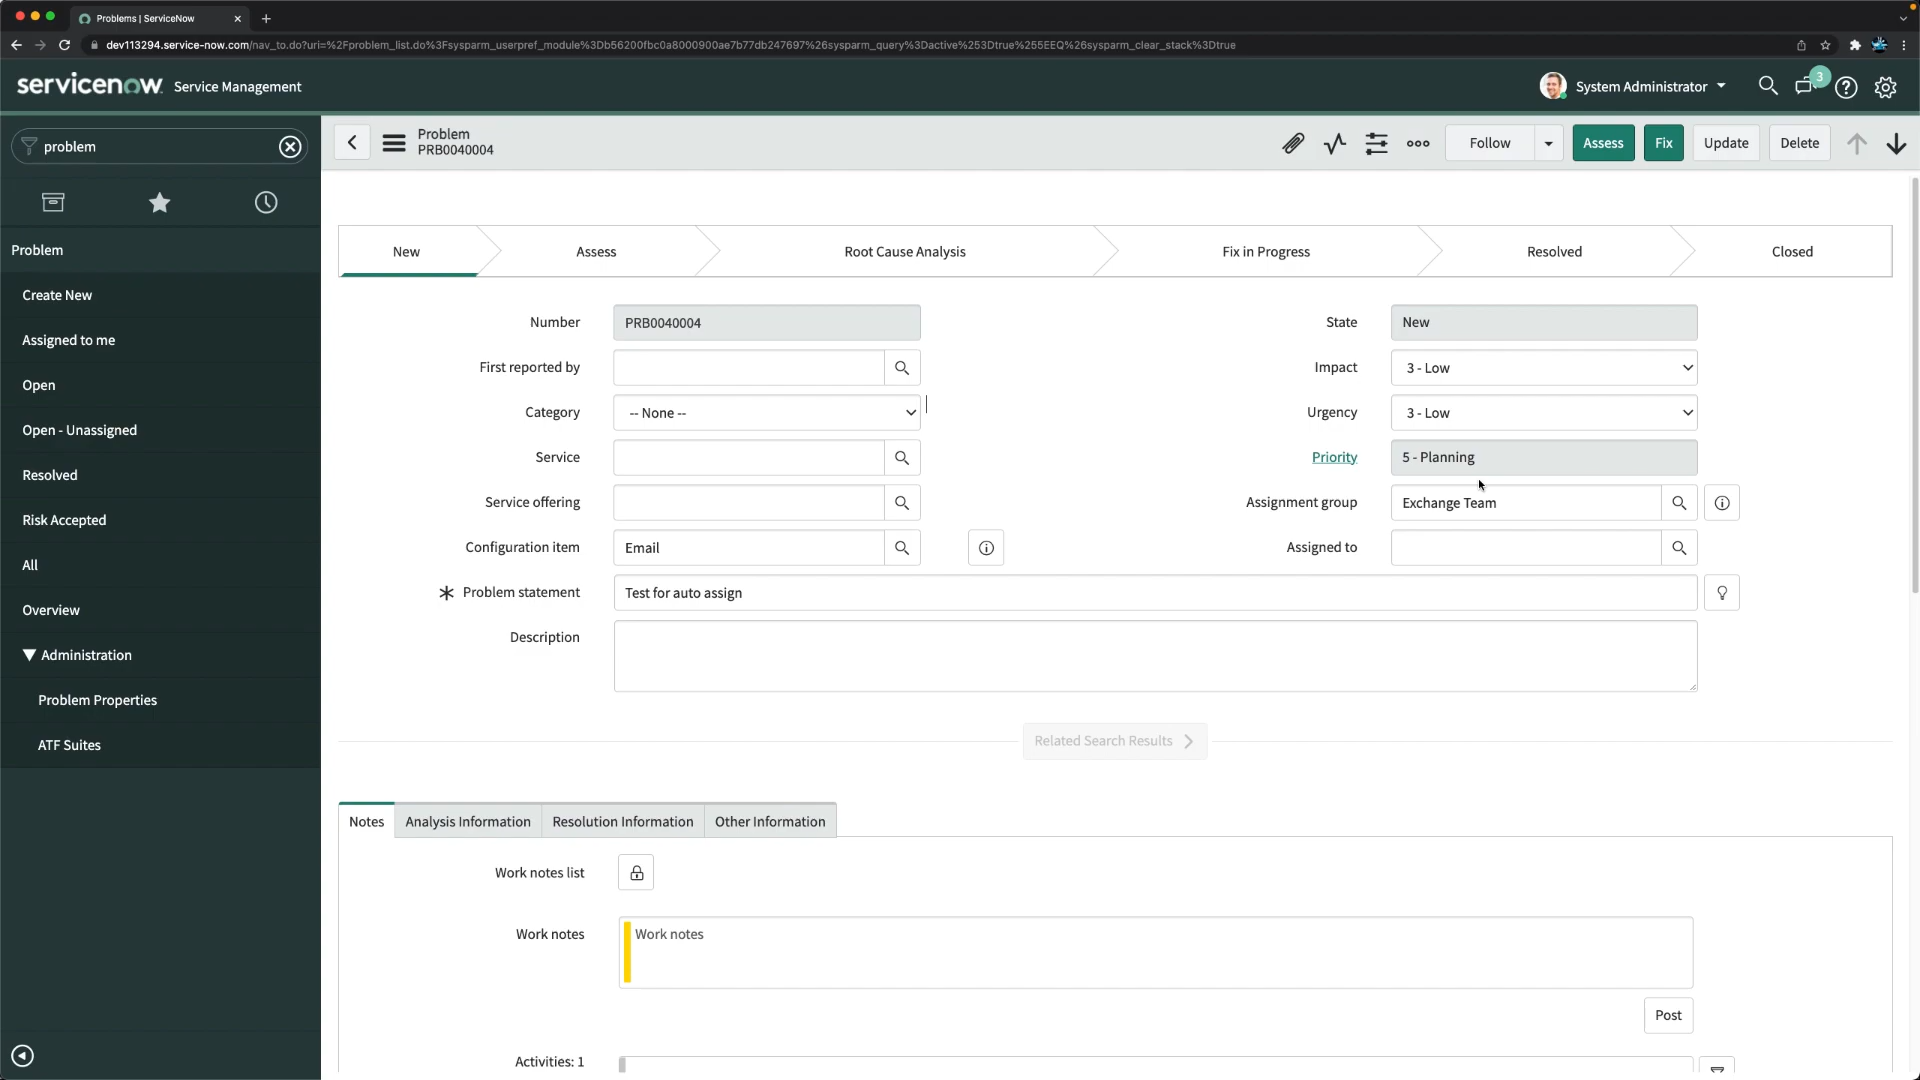 Problems | ServiceNow
dev113294.service-now.com/nav_to.do?url=%2Fproblem_list.do%3Fsysparm_userpref_module%3Db56200fbc0a8000900ae7b77db247697%26sysparm_query%3Dactive%253Dtrue%255EEQ%26sysparm_clear_stack%3Dtrue
servicenow Service Management
System Administrator
3
problem
Problem
PRB0040004
Follow
Assess
Fix
Update
Delete
Problem
Create New
Assigned to me
Open
Open - Unassigned
Resolved
Risk Accepted
All
Overview
Administration
Problem Properties
ATF Suites
New
Assess
Root Cause Analysis
Fix in Progress
Resolved
Closed
Number PRB0040004
First reported by
Category -- None --
Service
Service offering
Configuration item Email
State New
Impact 3 - Low
Urgency 3 - Low
Priority 5 - Planning
Assignment group Exchange Team
Assigned to
Problem statement Test for auto assign
Description
Related Search Results
Notes
Analysis Information
Resolution Information
Other Information
Work notes list
Work notes Work notes
Post
Activities: 1